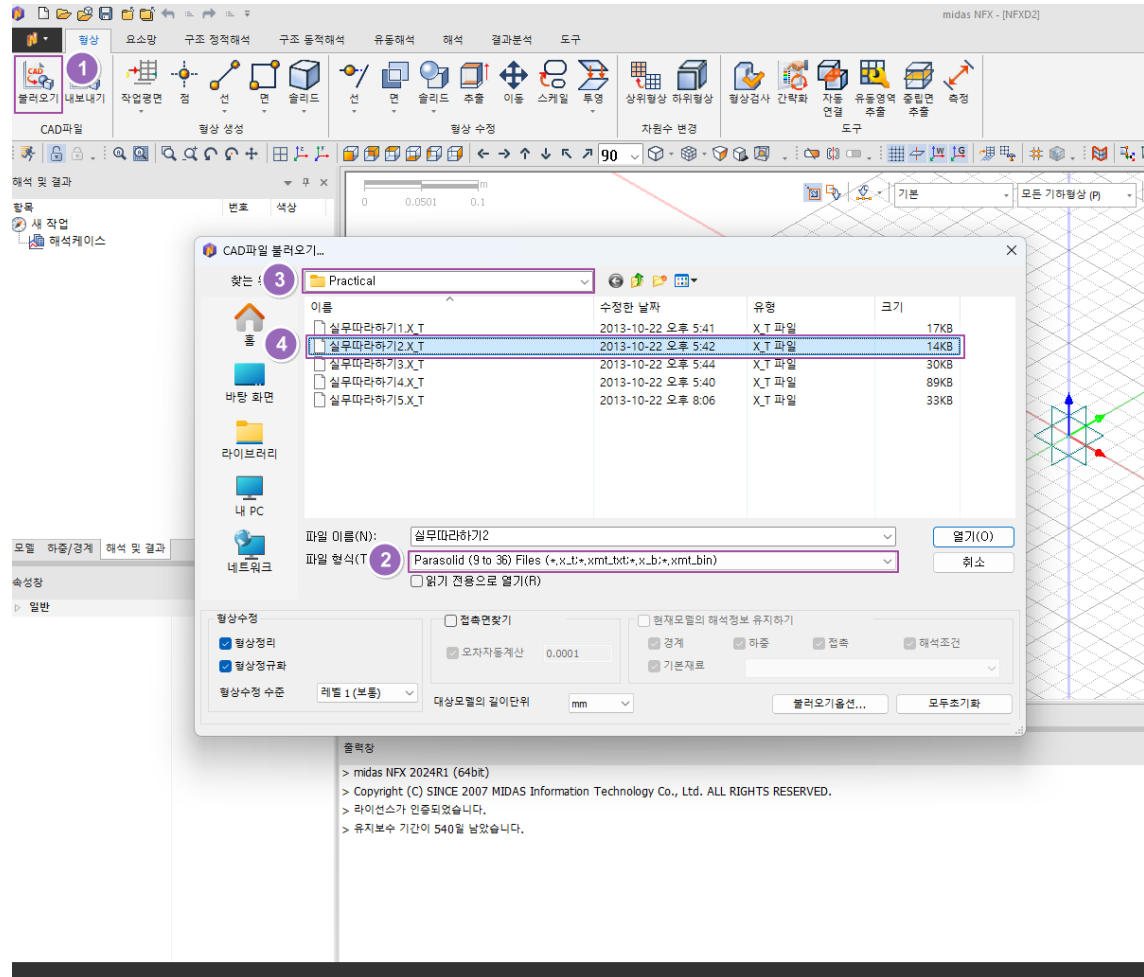 midas NFX - [NFXD2]
형상 요소망 구조 정적해석 구조 동적해석 유동해석 해석 결과분석 도구
CAD
1
불러오기 내보내기 작업평면 점 선 면 솔리드 선 면 솔리드 추출 이동 스케일 투영 상위형상 하위형상 형상검사 간략화 자동 연결 유동영역 추출 중립면 추출 측정
CAD파일 형상 생성 형상 수정 차원수 변경 도구
90
해석 및 결과
항목 번호 색상
새 작업
해석케이스
m
0 0.0501 0.1
기본 모든 기하형상 (P)
CAD파일 불러오기...
찾는 3 Practical
이름 수정한 날짜 유형 크기
실무따라하기1.X_T 2013-10-22 오후 5:41 X_T 파일 17KB
4 실무따라하기2.X_T 2013-10-22 오후 5:42 X_T 파일 14KB
실무따라하기3.X_T 2013-10-22 오후 5:44 X_T 파일 30KB
실무따라하기4.X_T 2013-10-22 오후 5:40 X_T 파일 89KB
실무따라하기5.X_T 2013-10-22 오후 8:06 X_T 파일 33KB
홈
바탕 화면
라이브러리
내 PC
네트워크
파일 이름(N): 실무따라하기2 열기(O)
파일 형식(T 2 Parasolid (9 to 36) Files (*.x_t;*.xmt_txt;*.x_b;*.xmt_bin) 취소
읽기 전용으로 열기(R)
모델 하중/경계 해석 및 결과
속성창
일반
형상수정 접촉면찾기 현재모델의 해석정보 유지하기
형상정리 오차자동계산 0.0001 경계 하중 접촉 해석조건
형상정규화 기본재료
형상수정 수준 레벨 1 (보통) 대상모델의 길이단위 mm 불러오기옵션... 모두초기화
출력창
> midas NFX 2024R1 (64bit)
> Copyright (C) SINCE 2007 MIDAS Information Technology Co., Ltd. ALL RIGHTS RESERVED.
> 라이선스가 인증되었습니다.
> 유지보수 기간이 540일 남았습니다.